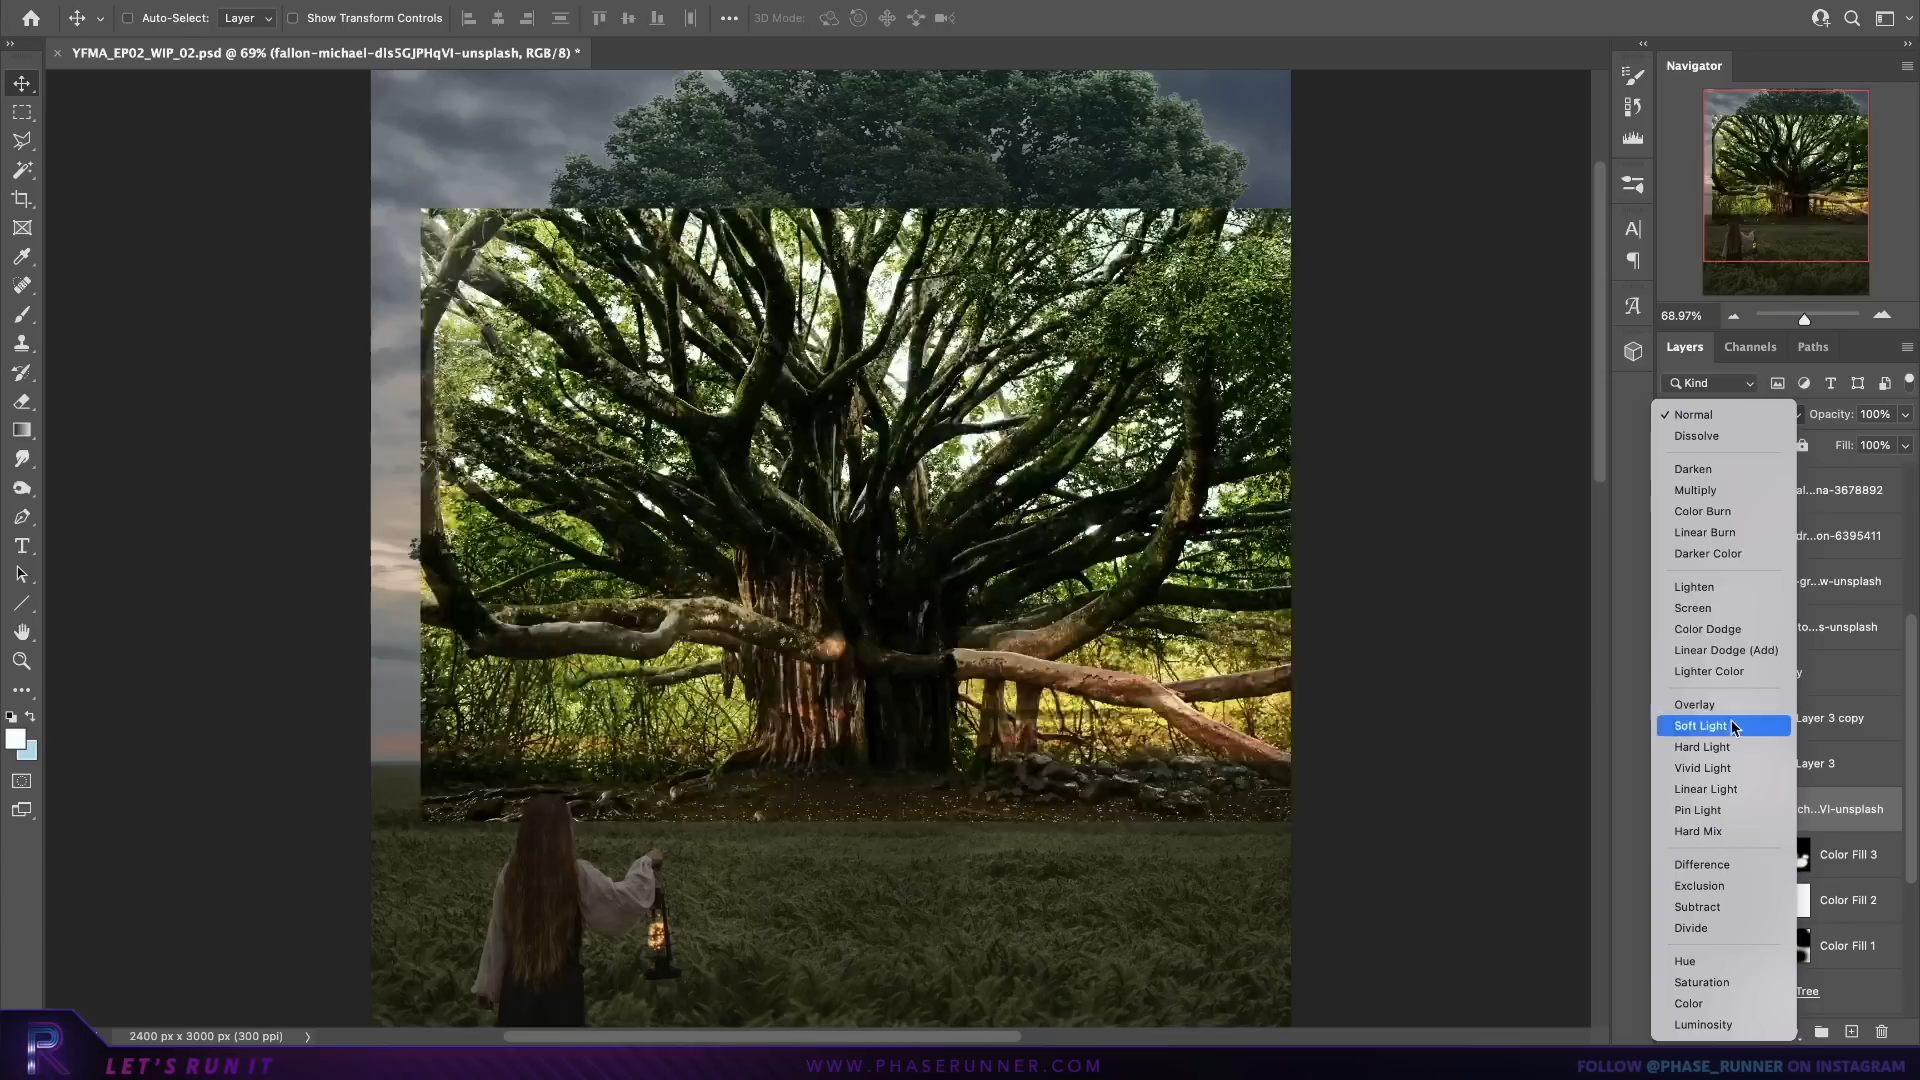 Auto-Select:
Layer
Show Transform Controls
3D Mode:
YFMA_EP02_WIP_02.psd @ 69% (fallon-michael-dls5GJPHqVI-unsplash, RGB/8) *
Navigator
68.97%
Layers
Channels
Paths
Kind
Normal
Opacity: 100%
Dissolve
Fill: 100%
Darken
Multiply
al...na-3678892
Color Burn
Linear Burn
dr...on-6395411
Darker Color
Lighten
-gr...w-unsplash
Screen
Color Dodge
to...s-unsplash
Linear Dodge (Add)
Lighter Color
y
Overlay
Layer 3 copy
Soft Light
Hard Light
Vivid Light
Layer 3
Linear Light
Pin Light
ch...VI-unsplash
Hard Mix
Difference
Color Fill 3
Exclusion
Subtract
Color Fill 2
Divide
Hue
Color Fill 1
Saturation
Color
Tree
Luminosity
2400 px x 3000 px (300 ppi)
LET'S RUN IT
WWW.PHASERUNNER.COM
FOLLOW @PHASE_RUNNER ON INSTAGRAM